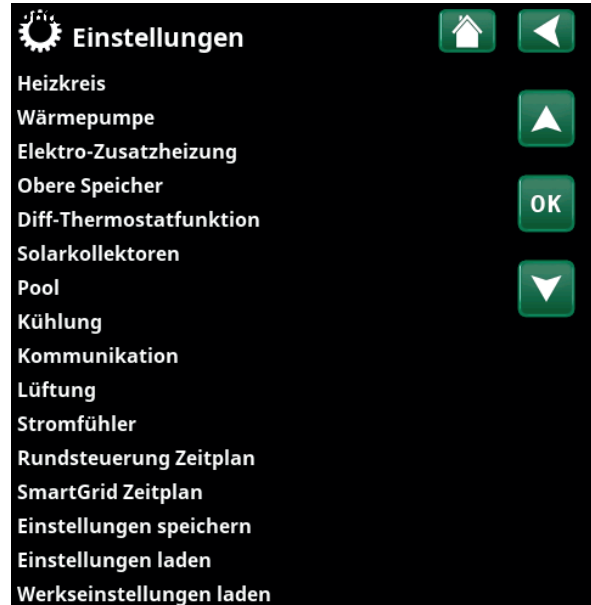 Einstellungen
Heizkreis
Wärmepumpe
Elektro-Zusatzheizung
Obere Speicher
OK
Diff-Thermostatfunktion
Solarkollektoren
Pool
Kühlung
Kommunikation
Lüftung
Stromfühler
Rundsteuerung Zeitplan
SmartGrid Zeitplan
Einstellungen speichern
Einstellungen laden
Werkseinstellungen laden